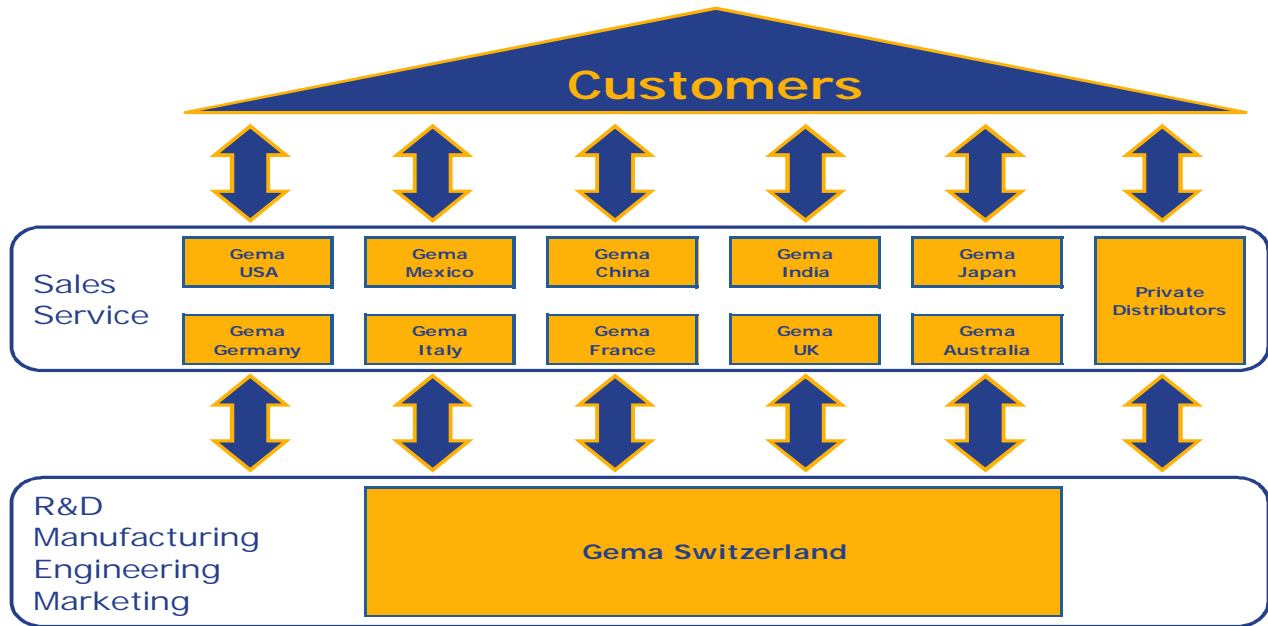 Customers
Sales
Service
Gema
USA
Gema
Mexico
Gema
China
Gema
India
Gema
Japan
Private
Distributors
Gema
Germany
Gema
Italy
Gema
France
Gema
UK
Gema
Australia
R&D
Manufacturing
Engineering
Marketing
Gema Switzerland